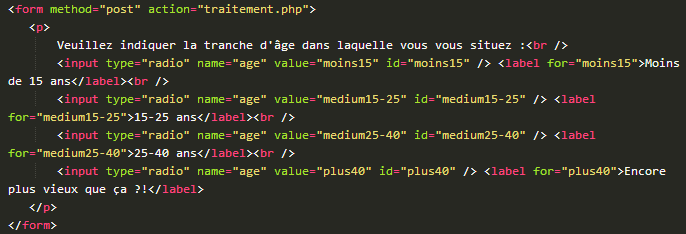 <form method="post" action="traitement.php">
<p>
Veuillez indiquer la tranche d'âge dans laquelle vous vous situez :<br />
<input type="radio" name="age" value="moins15" id="moins15" /> <label for="moins15">Moins
de 15 ans</label><br />
<input type="radio" name="age" value="medium15-25" id="medium15-25" /> <label
for="medium15-25">15-25 ans</label><br />
<input type="radio" name="age" value="medium25-40" id="medium25-40" /> <label
for="medium25-40">25-40 ans</label><br />
<input type="radio" name="age" value="plus40" id="plus40" /> <label for="plus40">Encore
plus vieux que ça ?!</label>
</p>
</form>